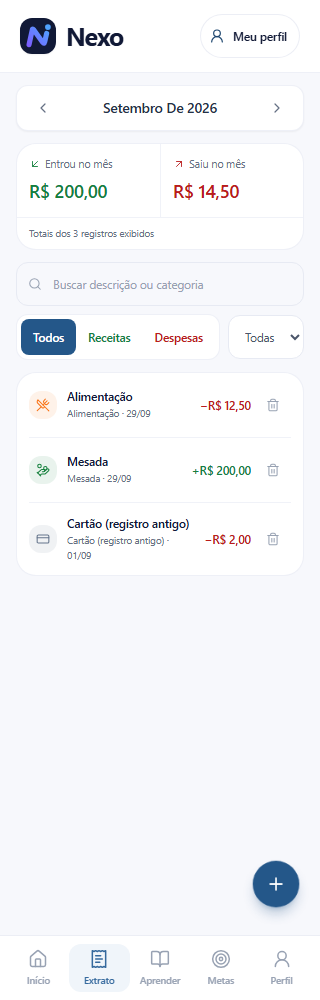 Nexo
Meu perfil
Setembro De 2026
Entrou no mês
R$ 200,00
Saiu no mês
R$ 14,50
Totais dos 3 registros exibidos
Buscar descrição ou categoria
Todos
Receitas
Despesas
Todas
Alimentação
Alimentação · 29/09
−R$ 12,50
Mesada
Mesada · 29/09
+R$ 200,00
Cartão (registro antigo)
Cartão (registro antigo) ·
01/09
−R$ 2,00
Início
Extrato
Aprender
Metas
Perfil